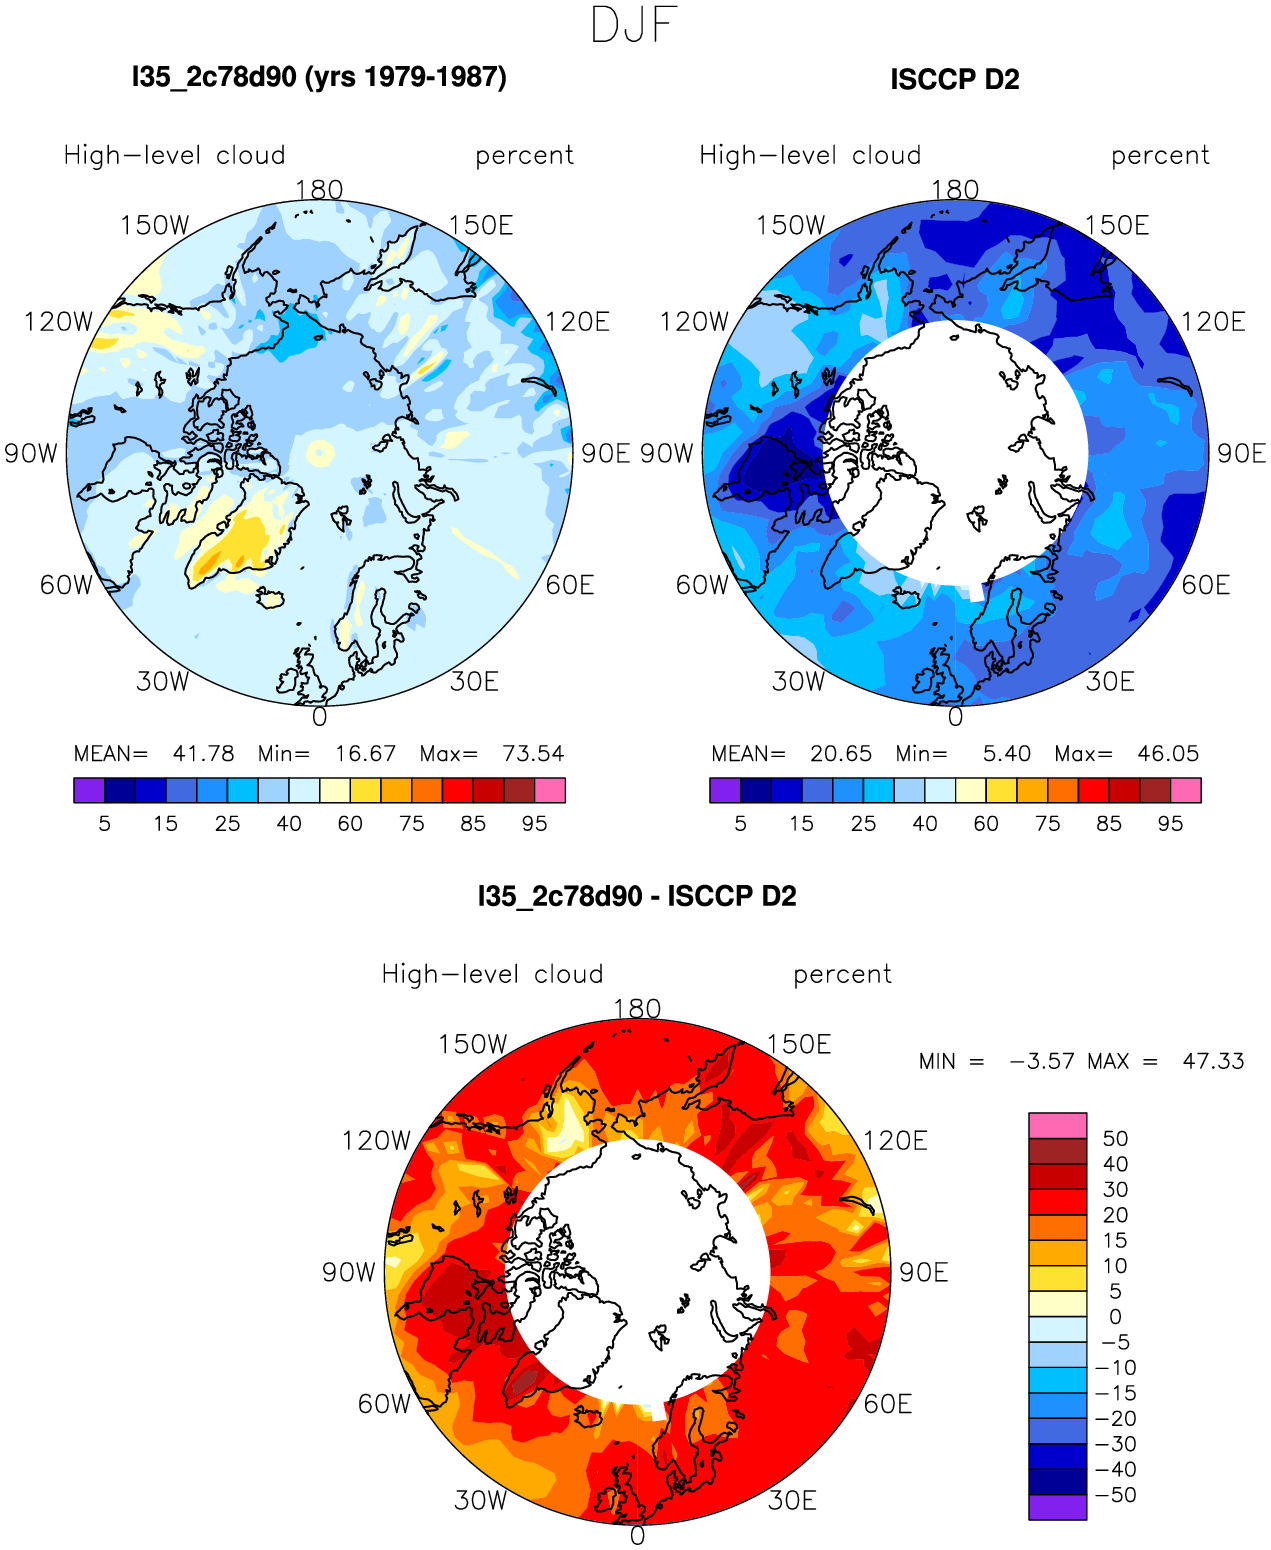 DJF
I35_2c78d90 (yrs 1979-1987)
ISCCP D2
High-level cloud percent
High-level cloud percent
180
150W 150E
120W 120E
90W 90E
60W 60E
30W 30E
0
180
150W 150E
120W 120E
90W 90E
60W 60E
30W 30E
0
MEAN= 41.78 Min= 16.67 Max= 73.54
5 15 25 40 60 75 85 95
MEAN= 20.65 Min= 5.40 Max= 46.05
5 15 25 40 60 75 85 95
I35_2c78d90 - ISCCP D2
High-level cloud percent
180
150W 150E
120W 120E
90W 90E
60W 60E
30W 30E
0
MIN = -3.57 MAX = 47.33
50
40
30
20
15
10
5
0
-5
-10
-15
-20
-30
-40
-50